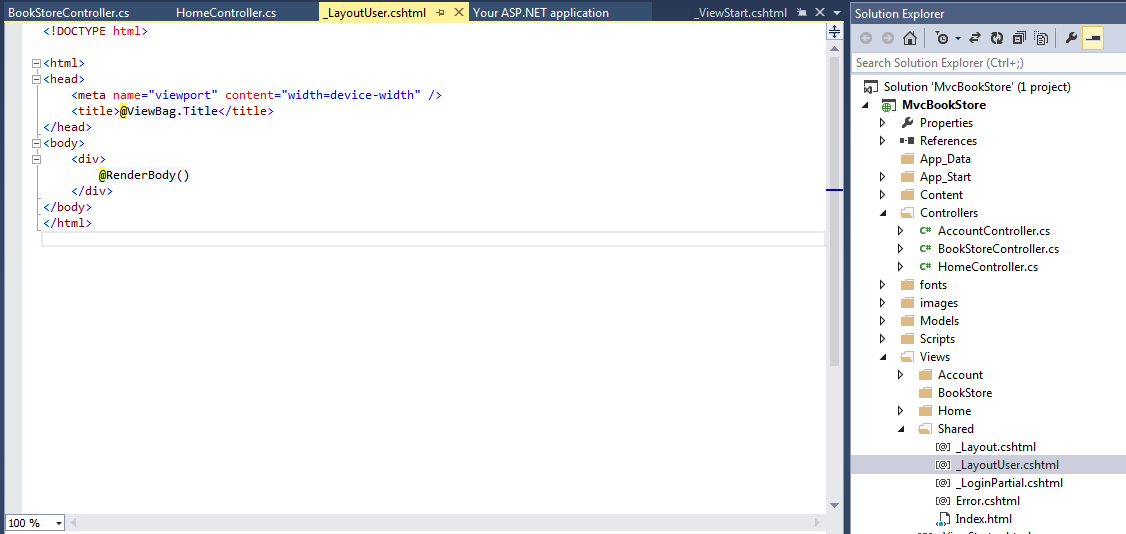 BookStoreController.cs HomeController.cs _LayoutUser.cshtml Your ASP.NET application _ViewStart.cshtml
<!DOCTYPE html>
<html>
<head>
<meta name="viewport" content="width=device-width" />
<title>@ViewBag.Title</title>
</head>
<body>
<div>
@RenderBody()
</div>
</body>
</html>
100 %
Solution Explorer
Search Solution Explorer (Ctrl+;)
Solution 'MvcBookStore' (1 project)
MvcBookStore
Properties
References
App_Data
App_Start
Content
Controllers
C# AccountController.cs
C# BookStoreController.cs
C# HomeController.cs
fonts
images
Models
Scripts
Views
Account
BookStore
Home
Shared
[@] _Layout.cshtml
[@] _LayoutUser.cshtml
[@] _LoginPartial.cshtml
[@] Error.cshtml
Index.html